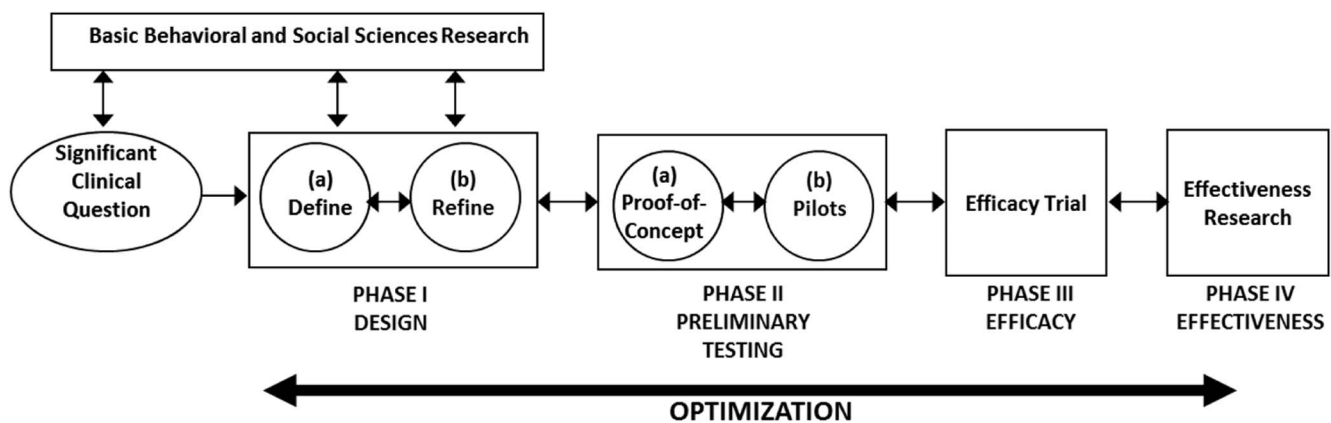 Basic Behavioral and Social Sciences Research
Significant
Clinical
Question
(a)
Define
(b)
Refine
(a)
Proof-of-
Concept
(b)
Pilots
Efficacy Trial
Effectiveness
Research
PHASE I
DESIGN
PHASE II
PRELIMINARY
TESTING
PHASE III
EFFICACY
PHASE IV
EFFECTIVENESS
OPTIMIZATION